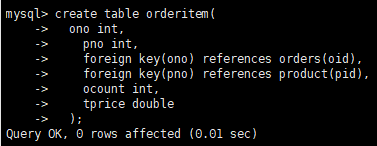 mysql> create table orderitem(
    -> ono int,
    -> pno int,
    -> foreign key(ono) references orders(oid),
    -> foreign key(pno) references product(pid),
    -> ocount int,
    -> tprice double
    -> );
Query OK, 0 rows affected (0.01 sec)